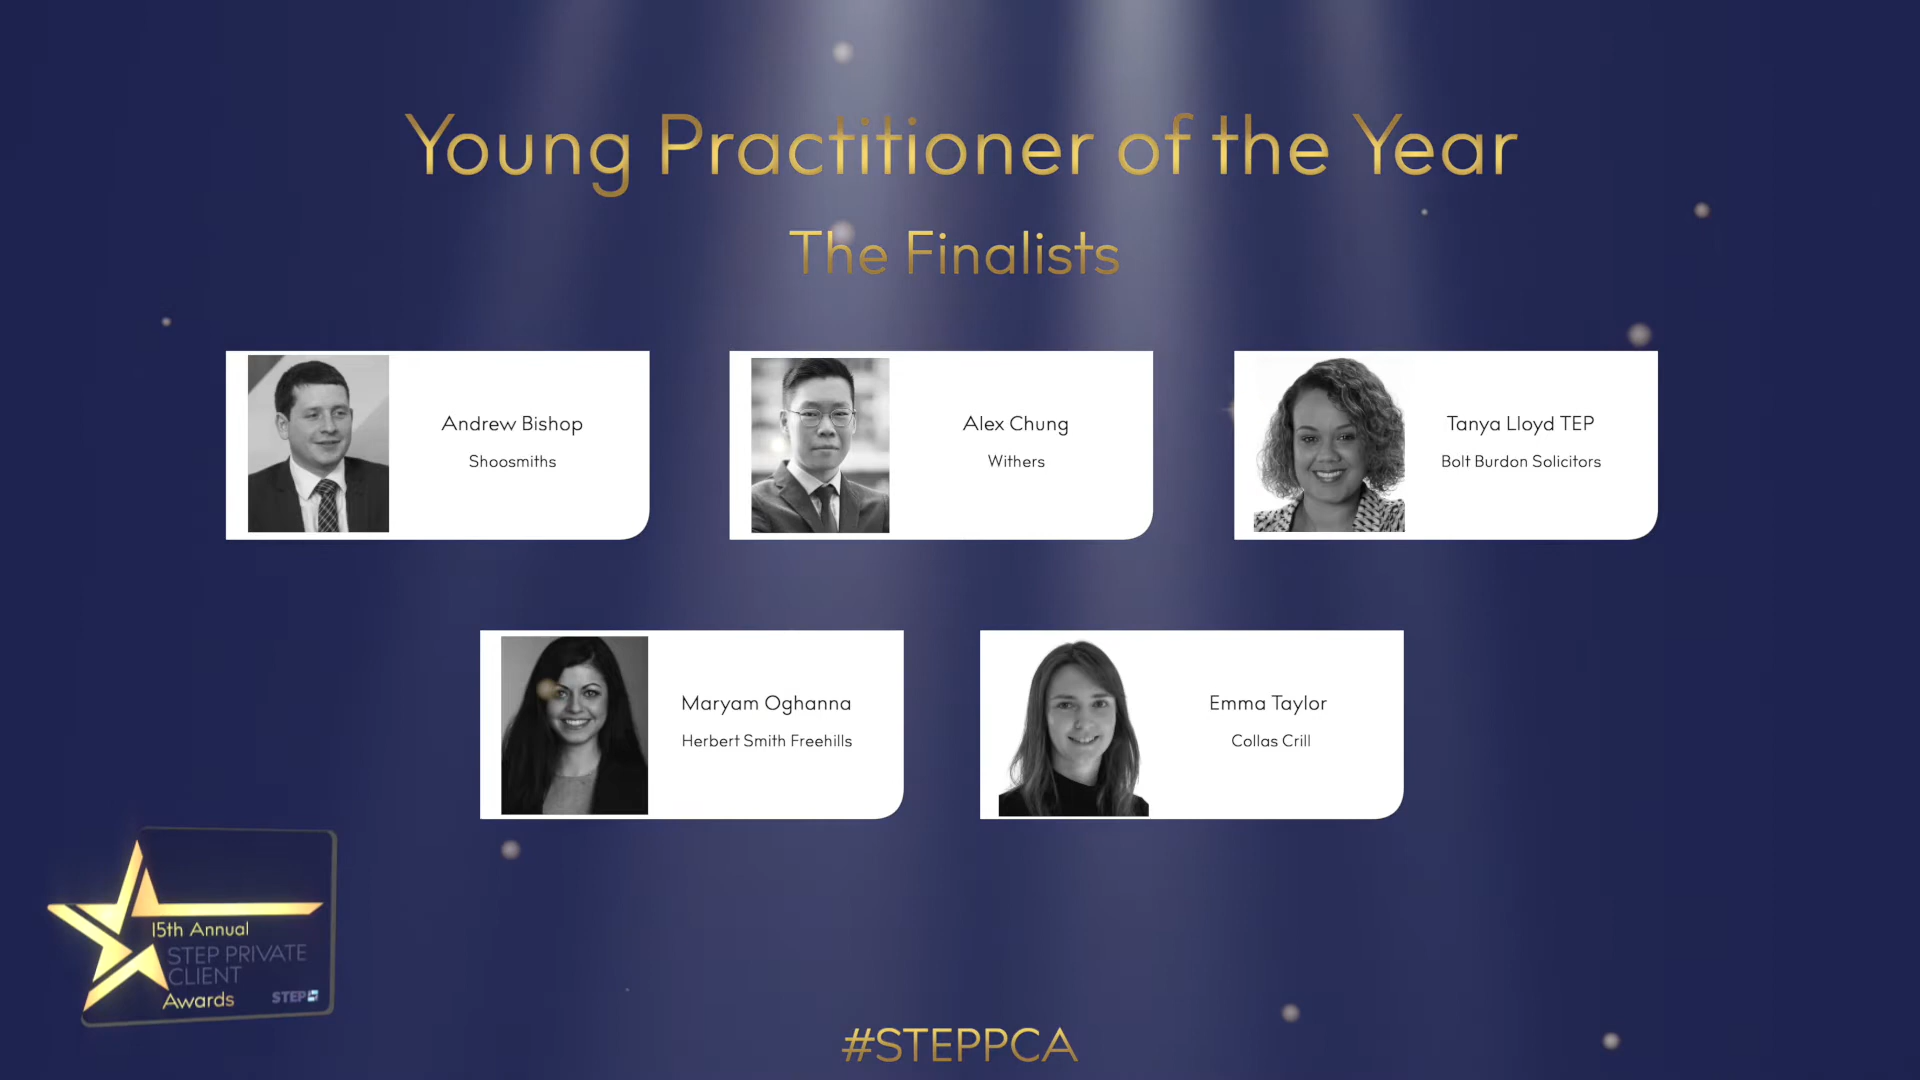 Young Practitioner of the Year
The Finalists
Andrew Bishop
Shoosmiths
Alex Chung
Withers
Tanya Lloyd TEP
Bolt Burdon Solicitors
Maryam Oghanna
Herbert Smith Freehills
Emma Taylor
Collas Crill
15th Annual
STEP PRIVATE
CLIENT
Awards
STEP
#STEPPCA